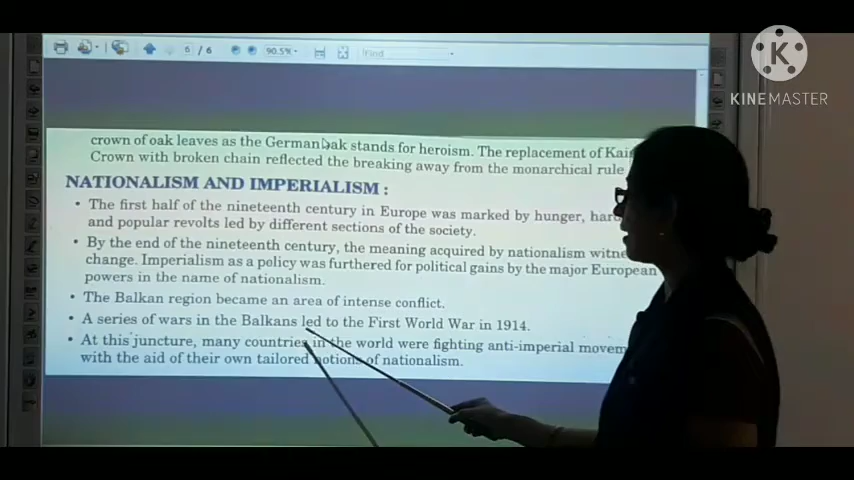 6 / 6 90.5% Find
K
KINEMASTER
crown of oak leaves as the German oak stands for heroism. The replacement of
Crown with broken chain reflected the breaking away from the monarchical rule
NATIONALISM AND IMPERIALISM :
• The first half of the nineteenth century in Europe was marked by hunger,
and popular revolts led by different sections of the society.
• By the end of the nineteenth century, the meaning acquired by nationalism
change. Imperialism as a policy was furthered for political gains by the major European
powers in the name of nationalism.
• The Balkan region became an area of intense conflict.
• A series of wars in the Balkans led to the First World War in 1914.
• At this juncture, many countries in the world were fighting anti-imperial
with the aid of their own tailored notions of nationalism.